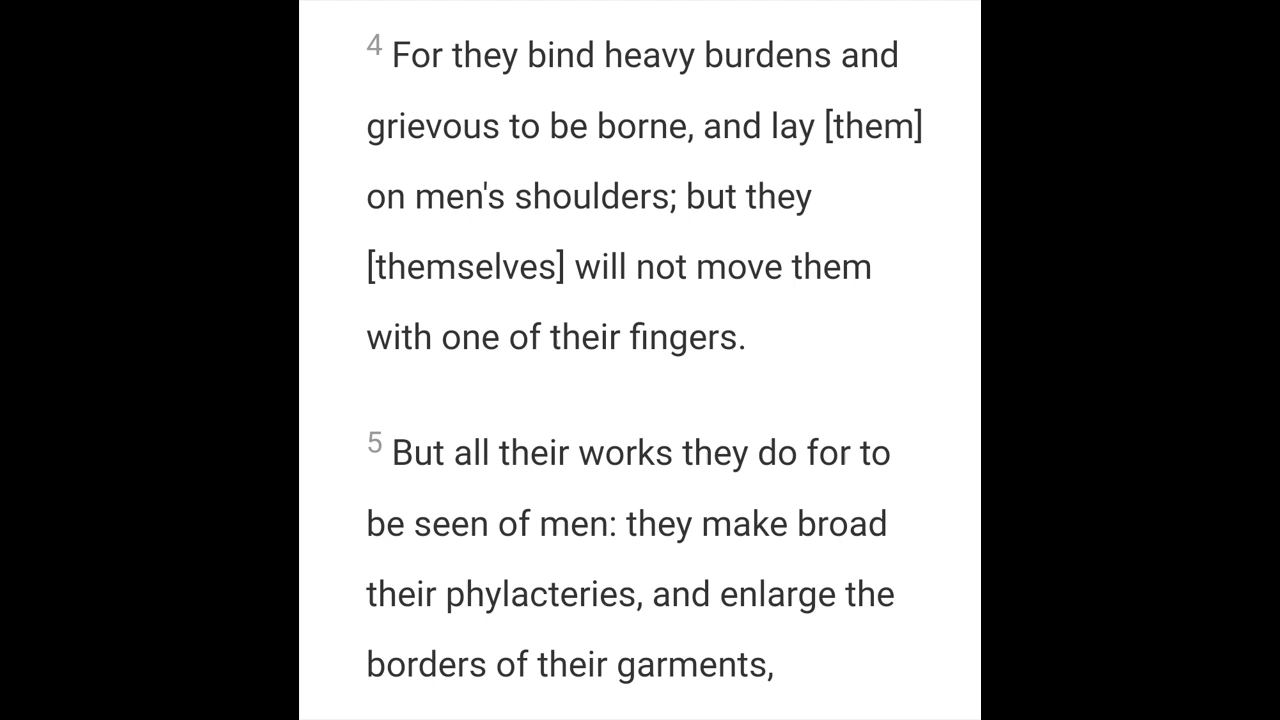 4 For they bind heavy burdens and
grievous to be borne, and lay [them]
on men's shoulders; but they
[themselves] will not move them
with one of their fingers.
5 But all their works they do for to
be seen of men: they make broad
their phylacteries, and enlarge the
borders of their garments,